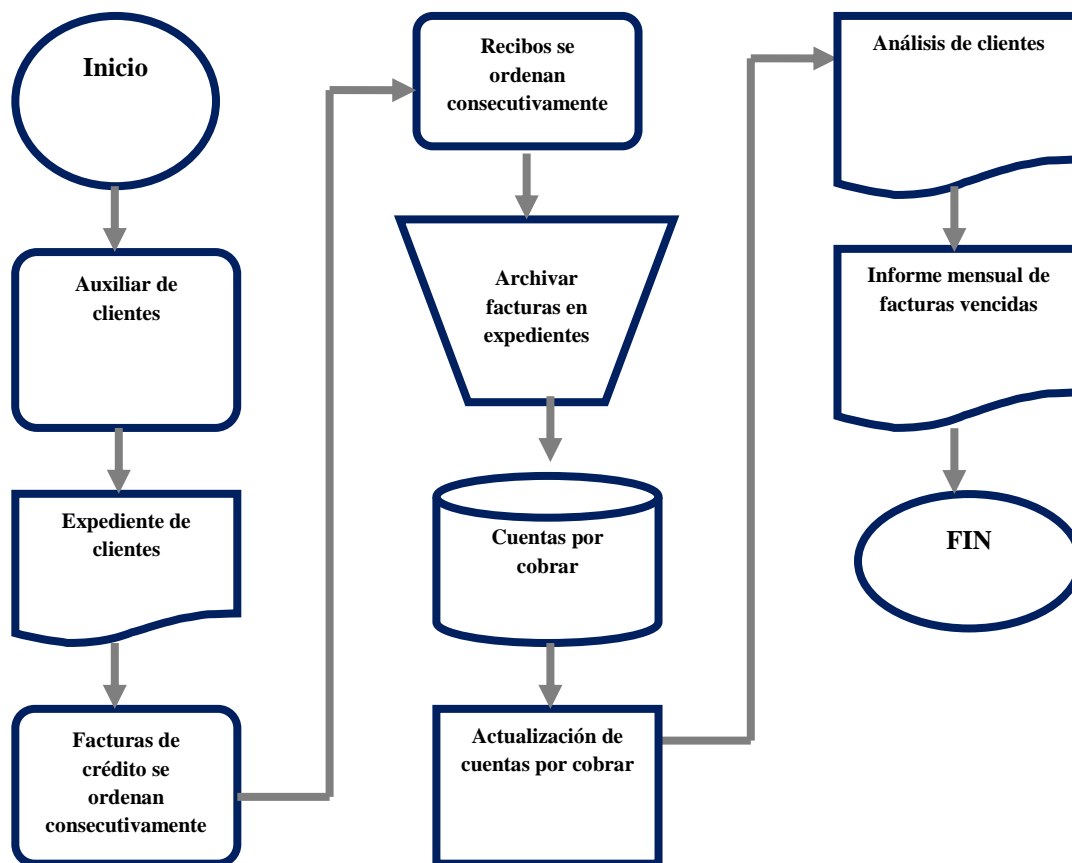 Inicio
Auxiliar de
clientes
Expediente de
clientes
Facturas de
crédito se
ordenan
consecutivamente
Recibos se
ordenan
consecutivamente
Archivar
facturas en
expedientes
Cuentas por
cobrar
Actualización de
cuentas por cobrar
Análisis de clientes
Informe mensual de
facturas vencidas
FIN